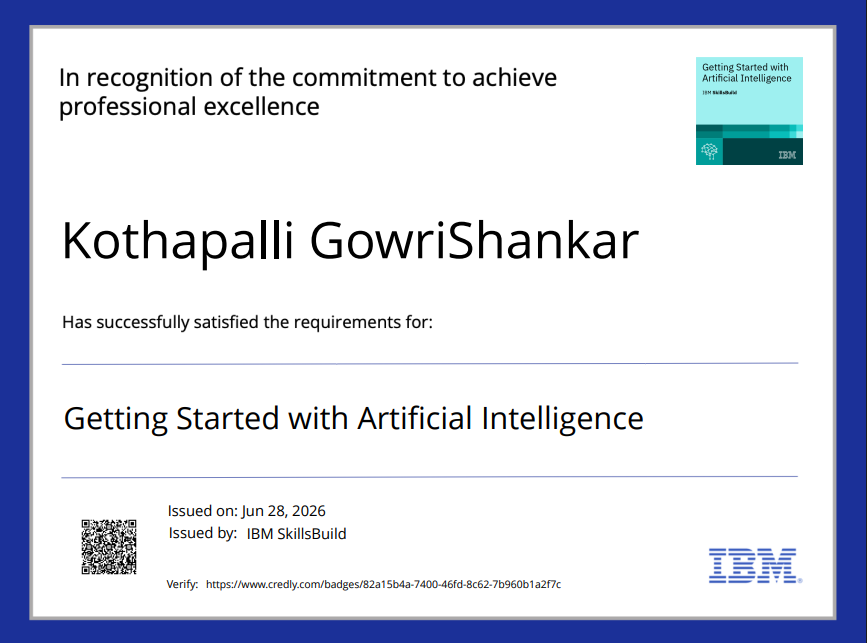 In recognition of the commitment to achieve
professional excellence
Getting Started with
Artificial Intelligence
IBM SkillsBuild
IBM
Kothapalli GowriShankar
Has successfully satisfied the requirements for:
Getting Started with Artificial Intelligence
Issued on: Jun 28, 2026
Issued by: IBM SkillsBuild
Verify: https://www.credly.com/badges/82a15b4a-7400-46fd-8c62-7b960b1a2f7c
IBM®